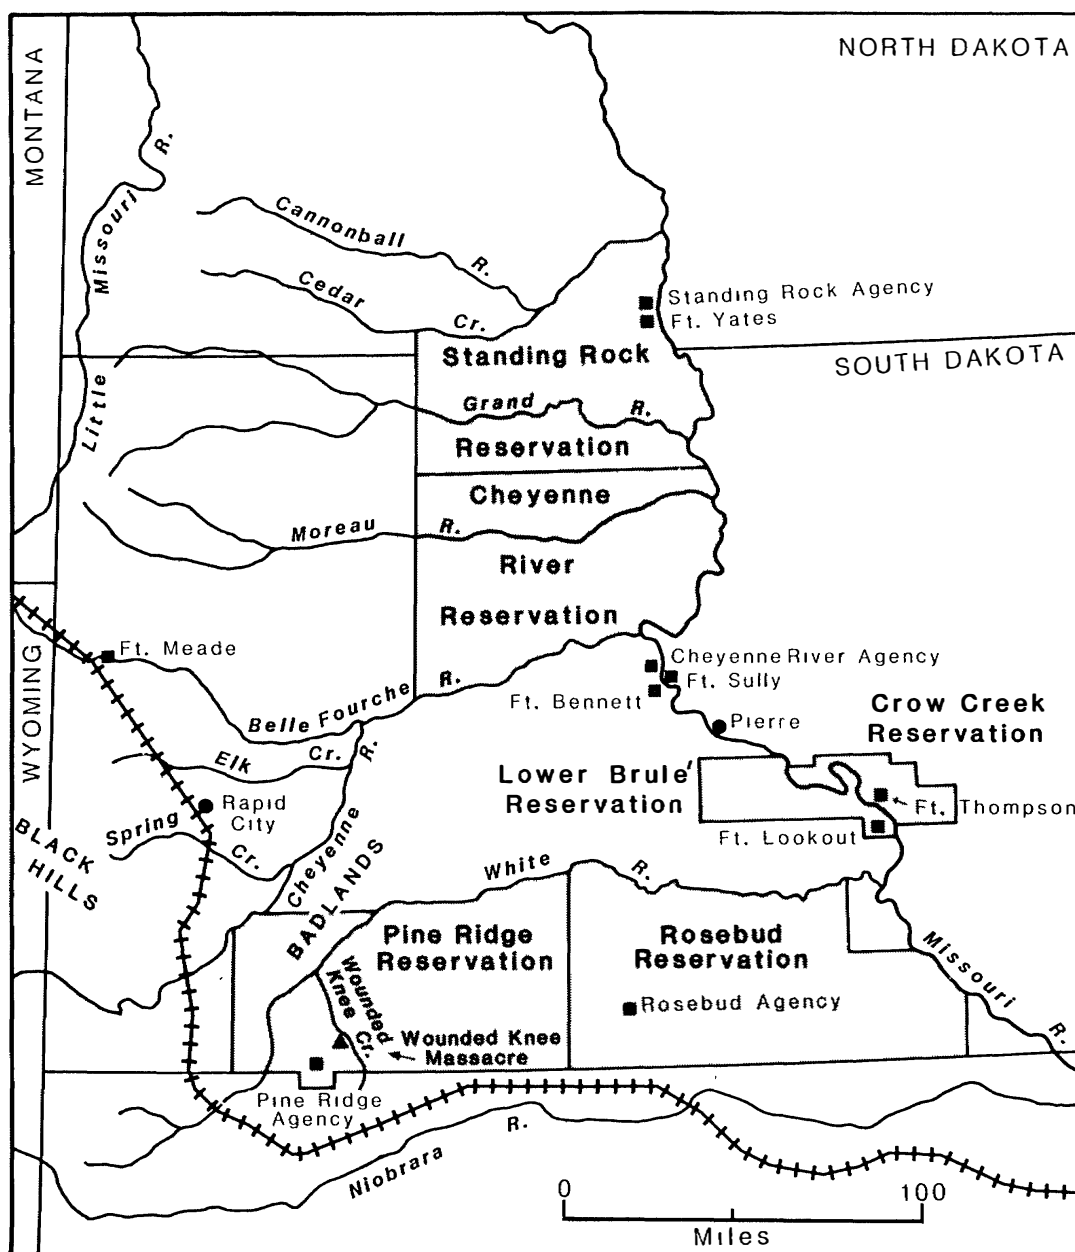 NORTH DAKOTA
MONTANA
Missouri R.
Cannonball R.
Cedar Cr.
Standing Rock Agency
Ft. Yates
Standing Rock
SOUTH DAKOTA
Little
Grand R.
Reservation
Cheyenne
Moreau R.
River
Reservation
WYOMING
Ft. Meade
Cheyenne River Agency
Ft. Sully
Ft. Bennett
Belle Fourche R.
Pierre
Crow Creek
Reservation
Elk Cr.
Cheyenne R.
Lower Brule'
Reservation
Rapid
City
Spring Cr.
Ft. Thompson
Ft. Lookout
BLACK
HILLS
BADLANDS
White R.
Pine Ridge
Reservation
Rosebud
Reservation
Missouri R.
Wounded
Knee Cr.
Rosebud Agency
Wounded Knee
Massacre
Pine Ridge
Agency
Niobrara R.
0 100
Miles